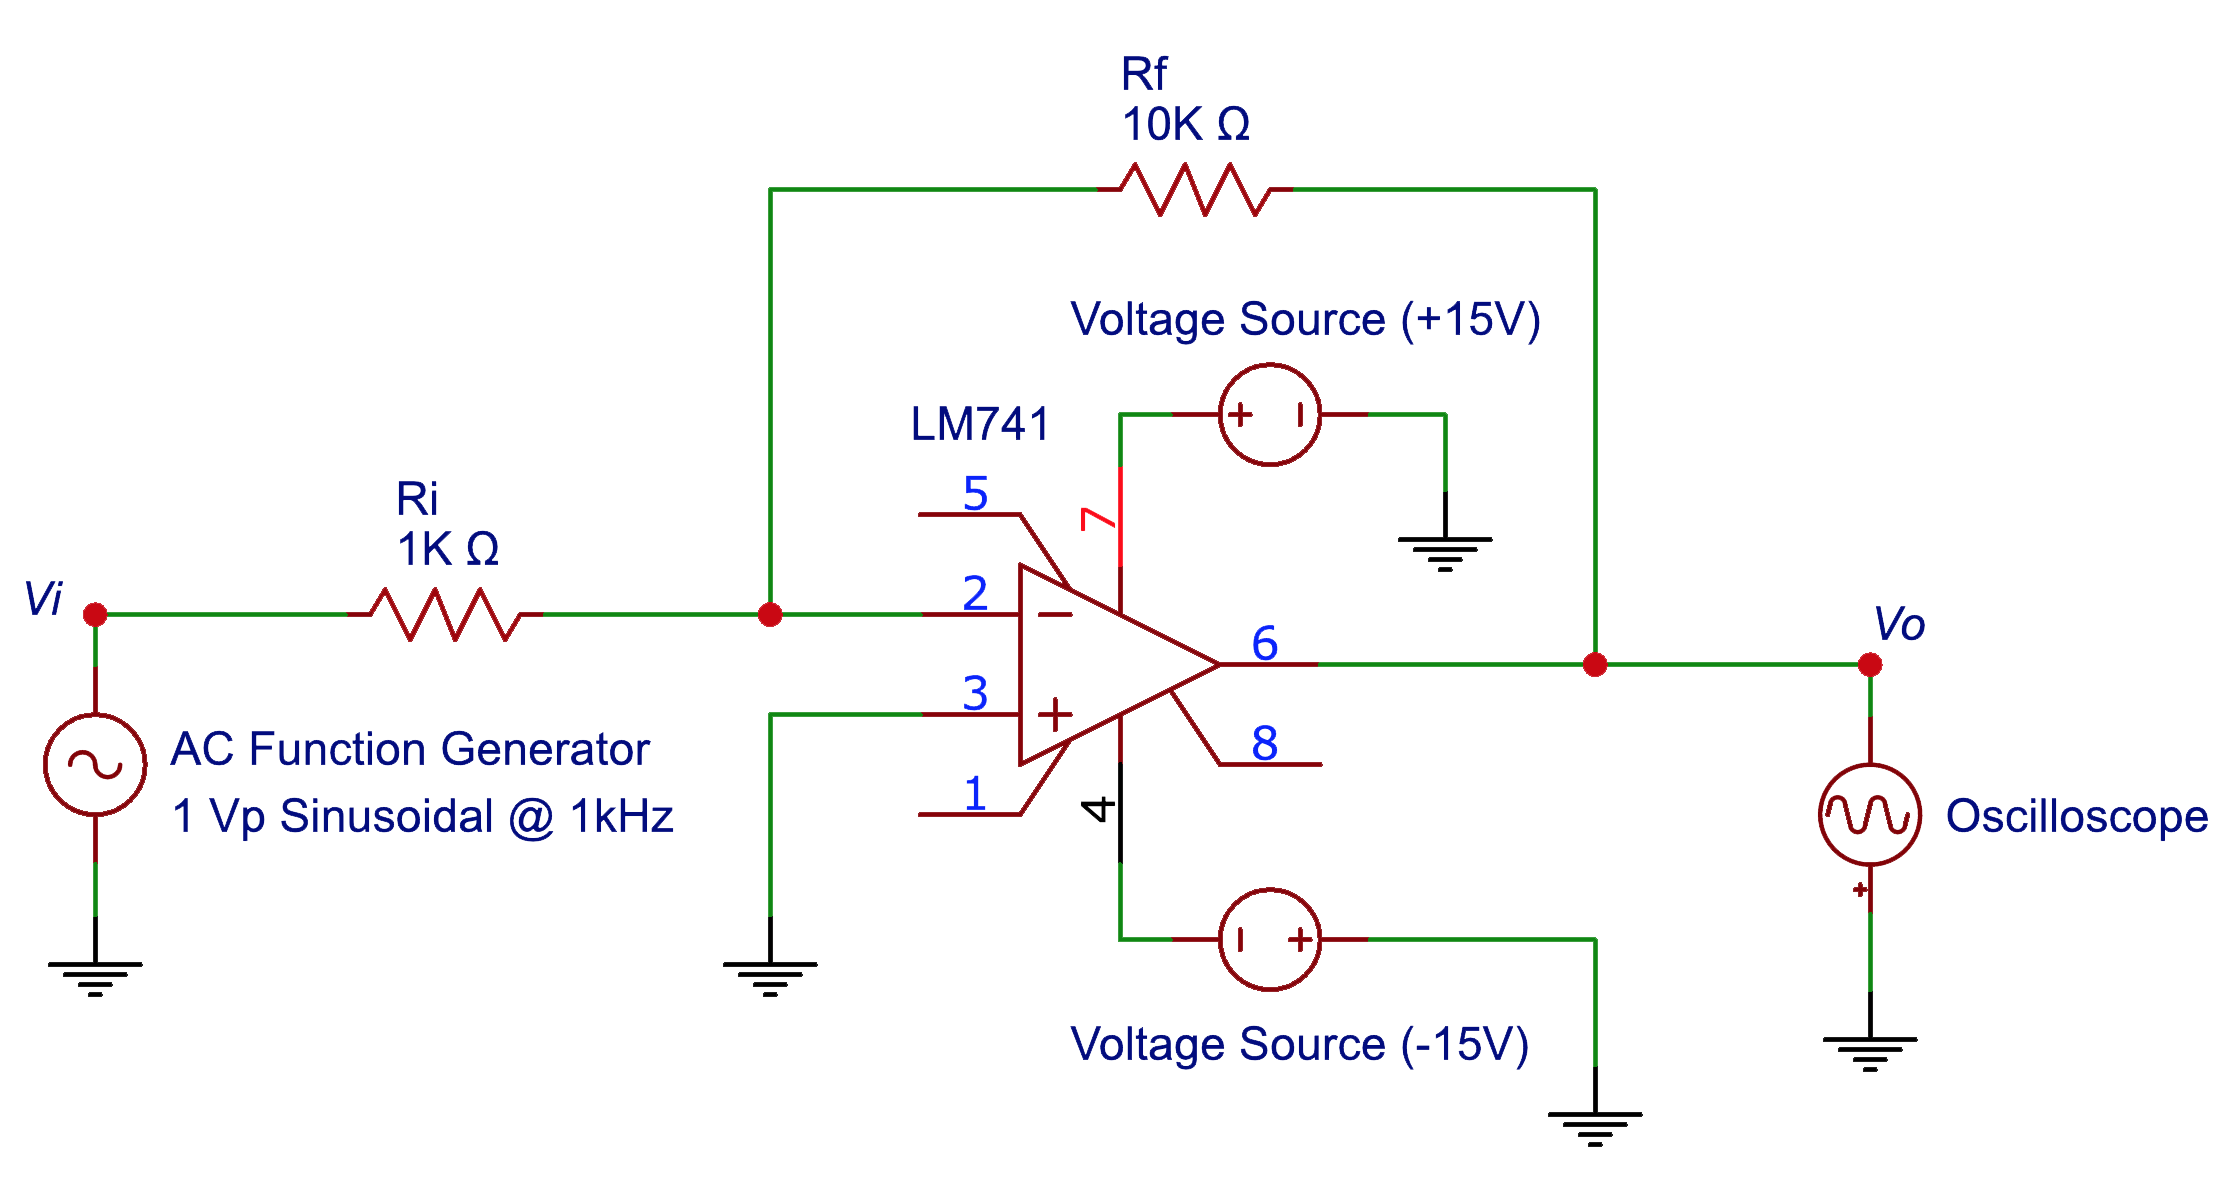 Rf
10K Ω
Voltage Source (+15V)
LM741
+
5
7
Ri
1K Ω
Vi
2
−
6
Vo
3
+
8
AC Function Generator
1 Vp Sinusoidal @ 1kHz
1
4
Oscilloscope
+
+
Voltage Source (-15V)